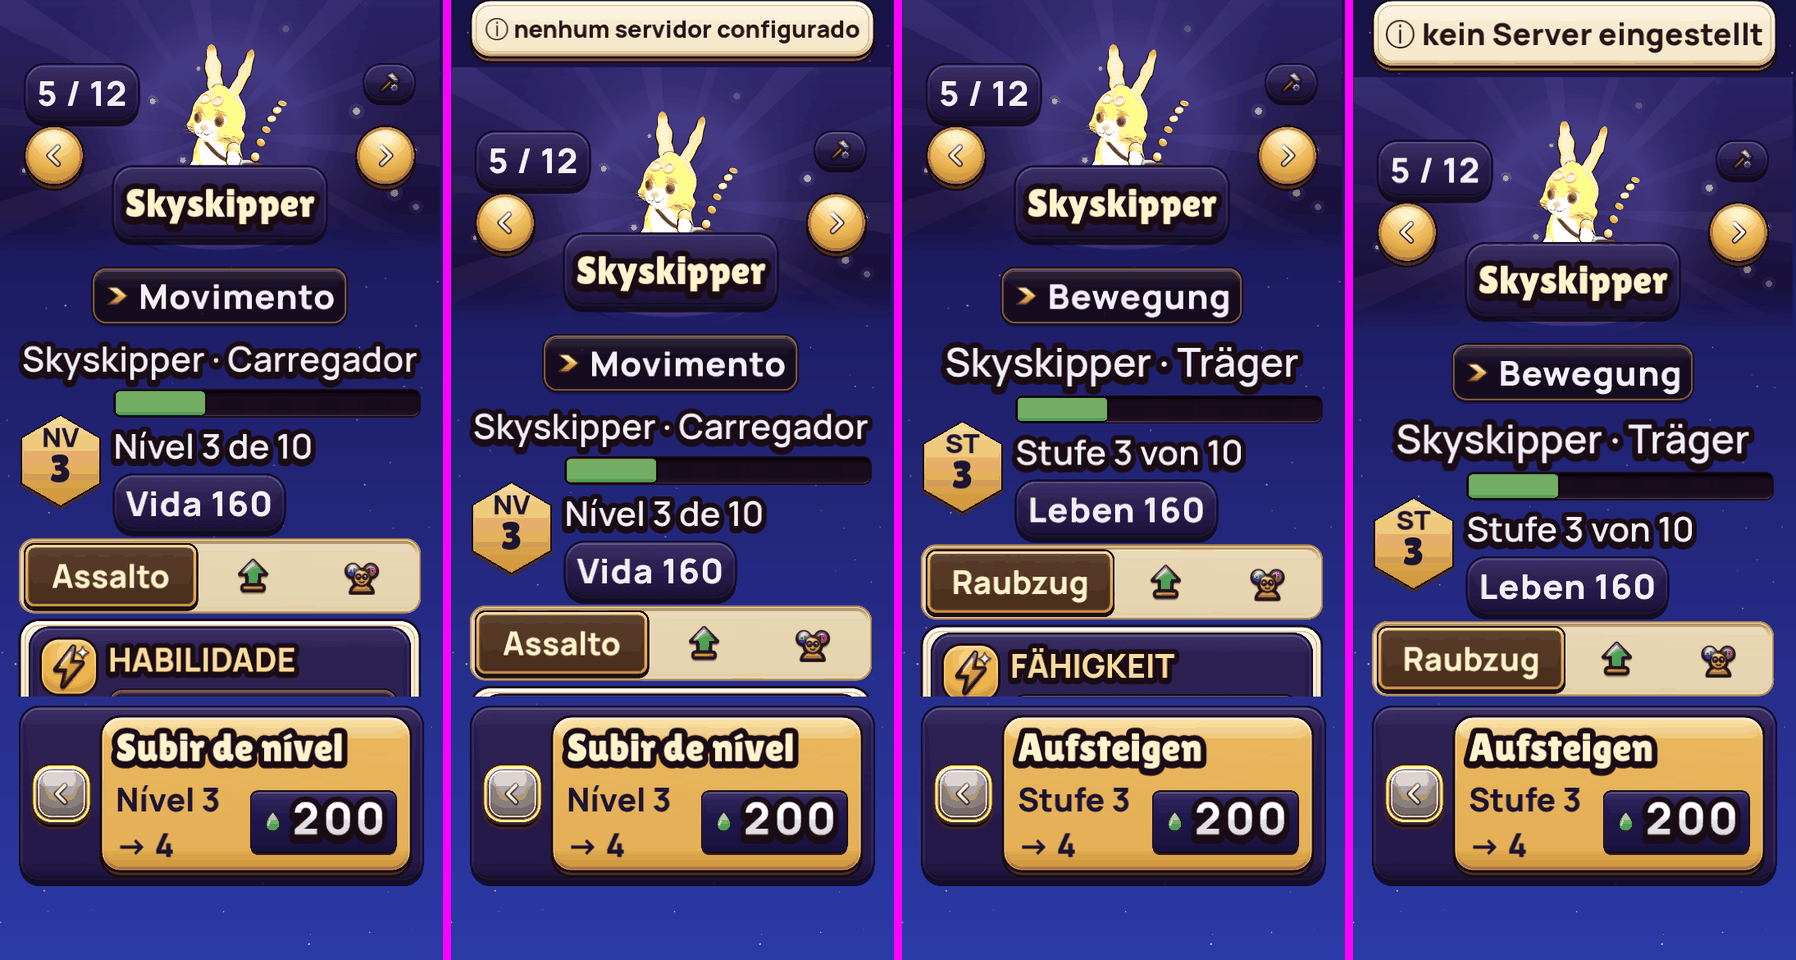 5 / 12
Skyskipper
Movimento
Skyskipper · Carregador
NV
3
Nível 3 de 10
Vida 160
Assalto
HABILIDADE
Subir de nível
Nível 3
→ 4
200
ⓘ nenhum servidor configurado
5 / 12
Skyskipper
Movimento
Skyskipper · Carregador
NV
3
Nível 3 de 10
Vida 160
Assalto
Subir de nível
Nível 3
→ 4
200
5 / 12
Skyskipper
Bewegung
Skyskipper · Träger
ST
3
Stufe 3 von 10
Leben 160
Raubzug
FÄHIGKEIT
Aufsteigen
Stufe 3
→ 4
200
ⓘ kein Server eingestellt
5 / 12
Skyskipper
Bewegung
Skyskipper · Träger
ST
3
Stufe 3 von 10
Leben 160
Raubzug
Aufsteigen
Stufe 3
→ 4
200